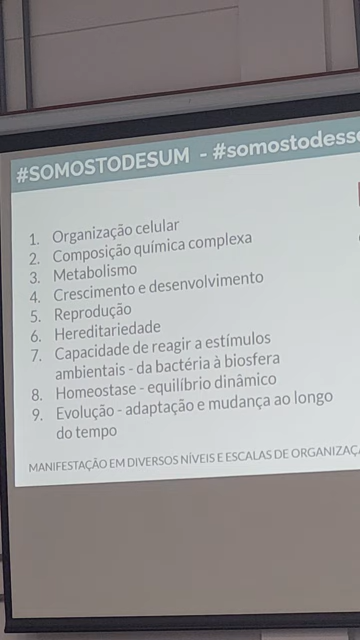 #SOMOSTODESUM - #somostodess
1. Organização celular
2. Composição química complexa
3. Metabolismo
4. Crescimento e desenvolvimento
5. Reprodução
6. Hereditariedade
7. Capacidade de reagir a estímulos
ambientais - da bactéria à biosfera
8. Homeostase - equilíbrio dinâmico
9. Evolução - adaptação e mudança ao longo
do tempo
MANIFESTAÇÃO EM DIVERSOS NÍVEIS E ESCALAS DE